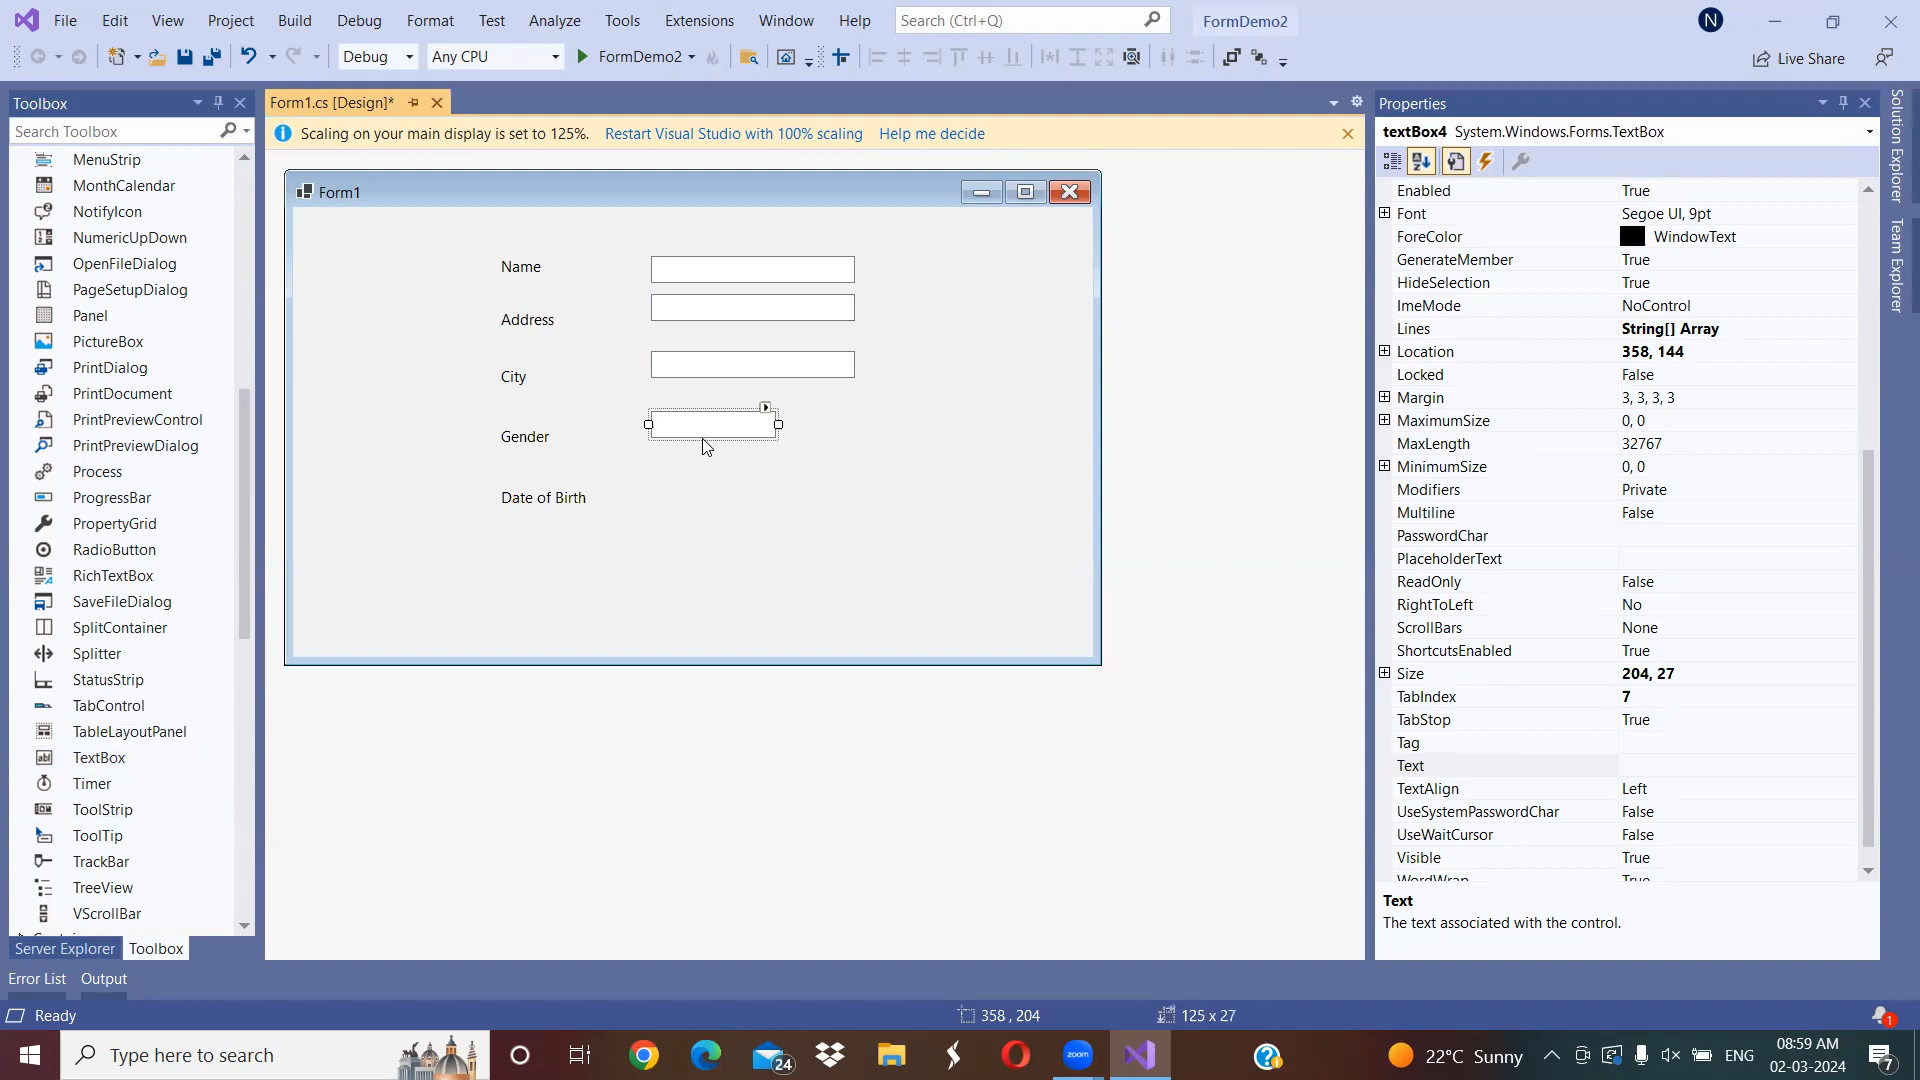 File Edit View Project Build Debug Format Test Analyze Tools Extensions Window Help Search (Ctrl+Q) FormDemo2 N
Debug Any CPU FormDemo2 Live Share
Toolbox
Search Toolbox
MenuStrip
MonthCalendar
NotifyIcon
NumericUpDown
OpenFileDialog
PageSetupDialog
Panel
PictureBox
PrintDialog
PrintDocument
PrintPreviewControl
PrintPreviewDialog
Process
ProgressBar
PropertyGrid
RadioButton
RichTextBox
SaveFileDialog
SplitContainer
Splitter
StatusStrip
TabControl
TableLayoutPanel
TextBox
Timer
ToolStrip
ToolTip
TrackBar
TreeView
VScrollBar
Server Explorer Toolbox
Form1.cs [Design]*
Scaling on your main display is set to 125%. Restart Visual Studio with 100% scaling Help me decide
Form1
Name
Address
City
Gender
Date of Birth
Properties
textBox4 System.Windows.Forms.TextBox
Enabled True
Font Segoe UI, 9pt
ForeColor WindowText
GenerateMember True
HideSelection True
ImeMode NoControl
Lines String[] Array
Location 358, 144
Locked False
Margin 3, 3, 3, 3
MaximumSize 0, 0
MaxLength 32767
MinimumSize 0, 0
Modifiers Private
Multiline False
PasswordChar
PlaceholderText
ReadOnly False
RightToLeft No
ScrollBars None
ShortcutsEnabled True
Size 204, 27
TabIndex 7
TabStop True
Tag
Text
TextAlign Left
UseSystemPasswordChar False
UseWaitCursor False
Visible True
WordWrap True
Text
The text associated with the control.
Solution Explorer
Team Explorer
Error List Output
Ready 358 , 204 125 x 27 1
Type here to search 24 zoom 22°C Sunny ENG 08:59 AM
02-03-2024 7